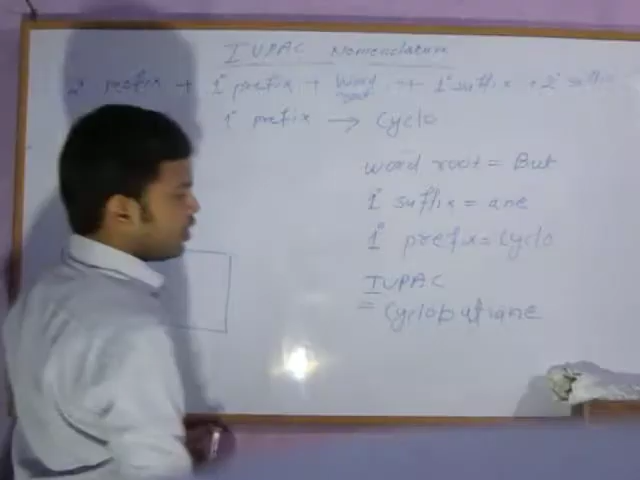 IUPAC Nomenclature
2° prefix + 1° prefix + Word root + 1° suffix + 2° suffix
1° prefix → Cyclo
word root = But
1° suffix = ane
1° prefix = Cyclo
IUPAC
= Cyclobutane